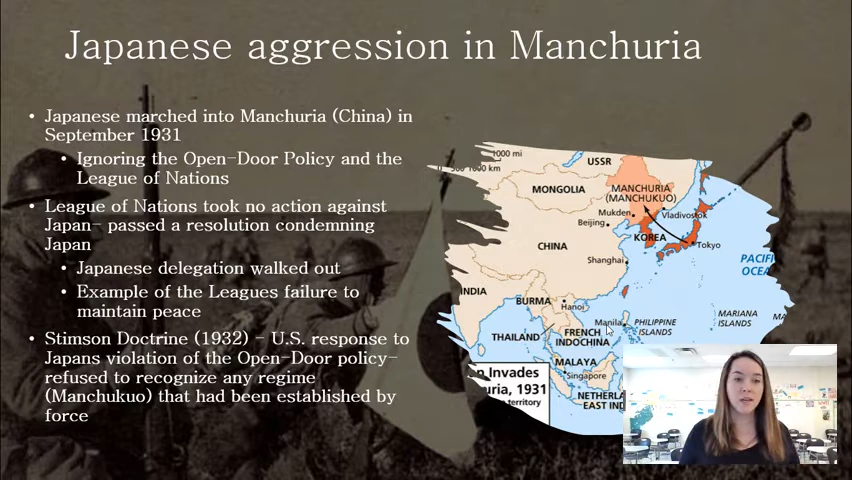 Japanese aggression in Manchuria
• Japanese marched into Manchuria (China) in
September 1931
• Ignoring the Open-Door Policy and the
League of Nations
• League of Nations took no action against
Japan- passed a resolution condemning
Japan
• Japanese delegation walked out
• Example of the Leagues failure to
maintain peace
• Stimson Doctrine (1932) - U.S. response to
Japans violation of the Open-Door policy-
refused to recognize any regime
(Manchukuo) that had been established by
force
1000 mi
1000 km
USSR
MONGOLIA
MANCHURIA
(MANCHUKUO)
Mukden
Vladivostok
Beijing
KOREA
Tokyo
CHINA
Shanghai
PACIFI
OCEA
INDIA
BURMA
Hanoi
MARIANA
ISLANDS
MA
Manila
PHILIPPINE
ISLANDS
THAILAND
FRENCH
INDOCHINA
MALAYA
Singapore
NETHERLA
EAST IND
n Invades
uria, 1931
territory